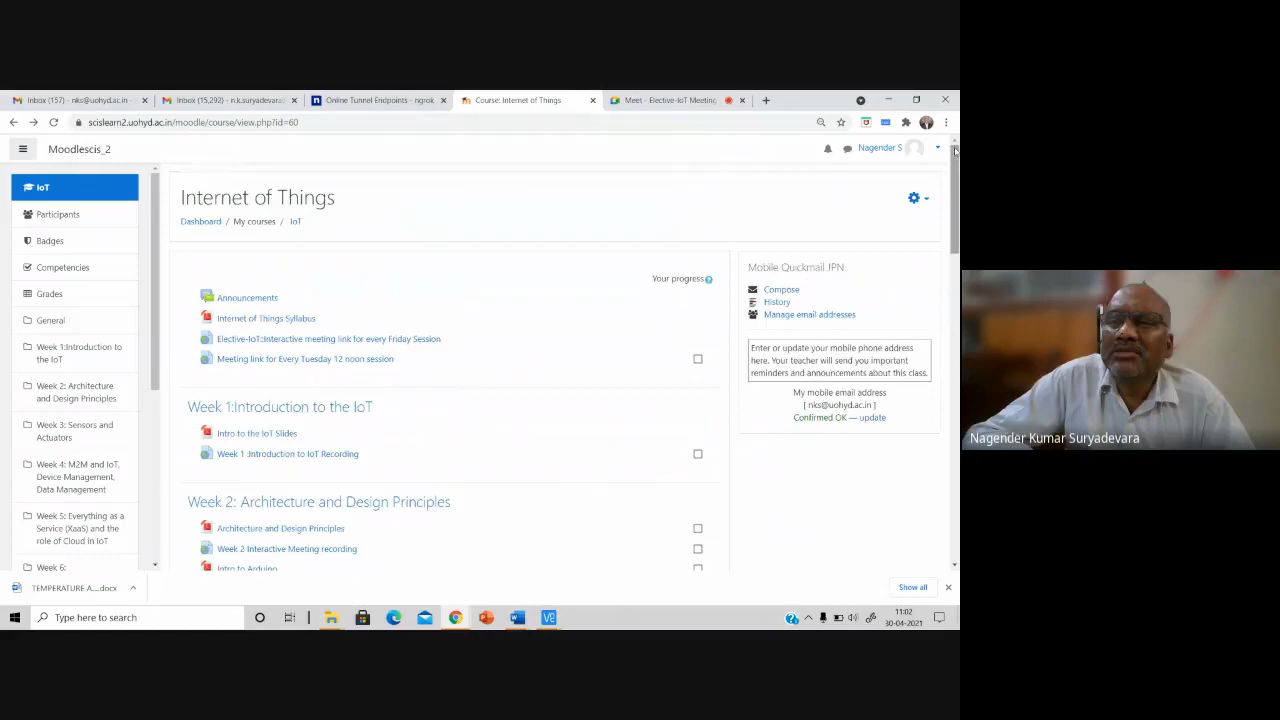 Inbox (157) - nks@uohyd.ac.in
Inbox (15,292) - n.k.suryadevara
Online Tunnel Endpoints - ngrok
Course: Internet of Things
Meet - Elective-IoT Meeting
scislearn2.uohyd.ac.in/moodle/course/view.php?id=60
Moodlescis_2
Nagender S
IoT
Participants
Badges
Competencies
Grades
General
Week 1:Introduction to
the IoT
Week 2: Architecture
and Design Principles
Week 3: Sensors and
Actuators
Week 4: M2M and IoT,
Device Management,
Data Management
Week 5: Everything as a
Service (XaaS) and the
role of Cloud in IoT
Week 6:
Internet of Things
Dashboard / My courses / IoT
Your progress
Announcements
Internet of Things Syllabus
Elective-IoT:Interactive meeting link for every Friday Session
Meeting link for Every Tuesday 12 noon session
Week 1:Introduction to the IoT
Intro to the IoT Slides
Week 1 :Introduction to IoT Recording
Week 2: Architecture and Design Principles
Architecture and Design Principles
Week 2 Interactive Meeting recording
Intro to Arduino
Mobile Quickmail JPN
Compose
History
Manage email addresses
Enter or update your mobile phone address
here. Your teacher will send you important
reminders and announcements about this class.
My mobile email address
[ nks@uohyd.ac.in ]
Confirmed OK — update
Nagender Kumar Suryadevara
TEMPERATURE A....docx
Show all
Type here to search
11:02
30-04-2021